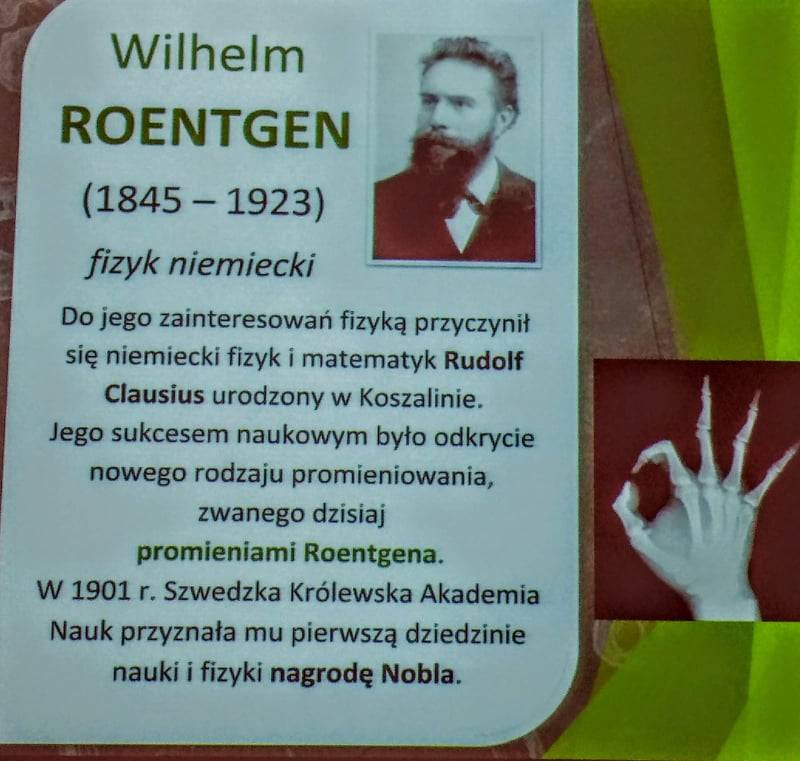 Wilhelm
ROENTGEN
(1845 – 1923)
fizyk niemiecki
Do jego zainteresowań fizyką przyczynił
się niemiecki fizyk i matematyk Rudolf
Clausius urodzony w Koszalinie.
Jego sukcesem naukowym było odkrycie
nowego rodzaju promieniowania,
zwanego dzisiaj
promieniami Roentgena.
W 1901 r. Szwedzka Królewska Akademia
Nauk przyznała mu pierwszą dziedzinie
nauki i fizyki nagrodę Nobla.